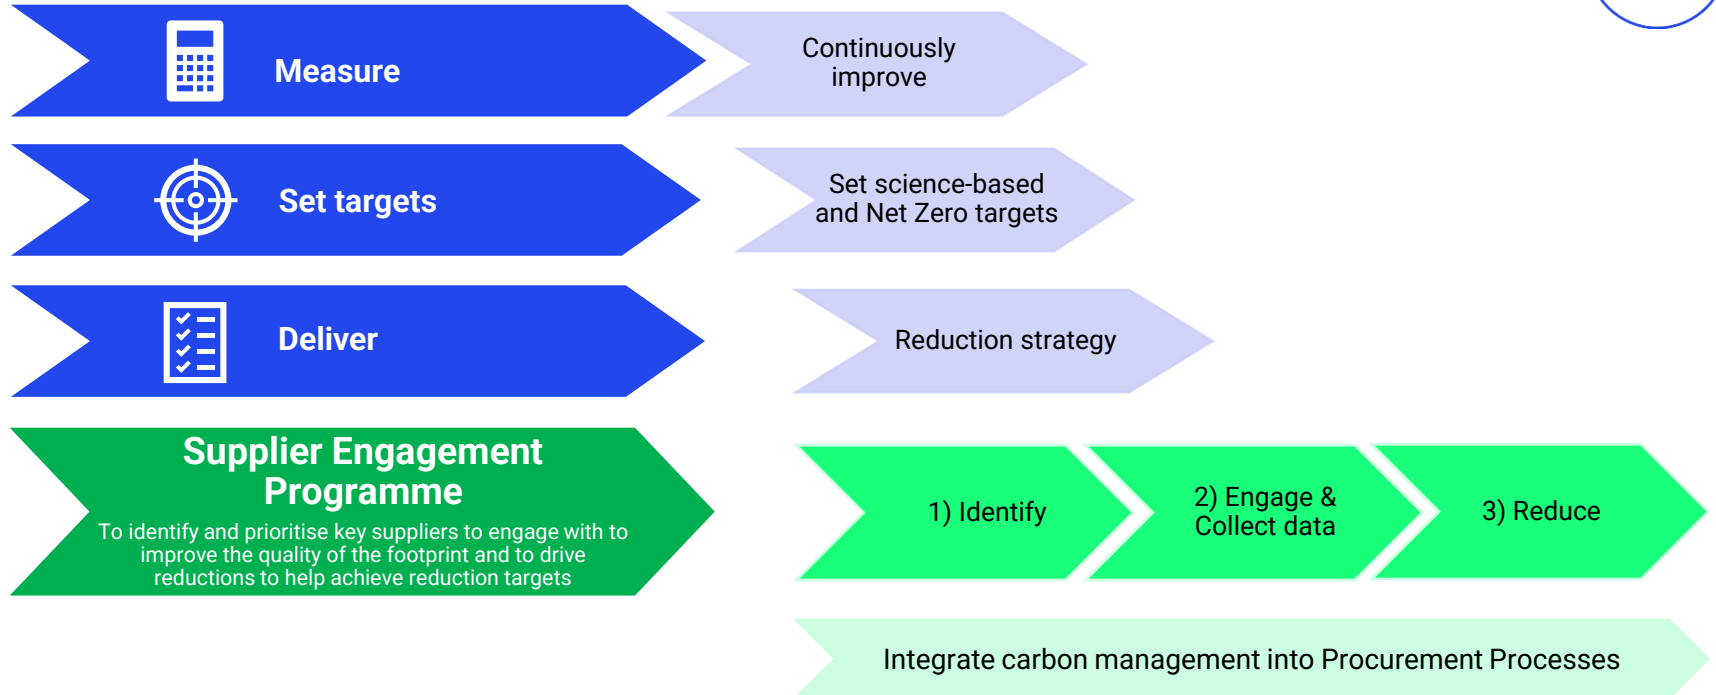 Measure
Continuously
improve
Set targets
Set science-based
and Net Zero targets
Deliver
Reduction strategy
Supplier Engagement
Programme
To identify and prioritise key suppliers to engage with to
improve the quality of the footprint and to drive
reductions to help achieve reduction targets
1) Identify
2) Engage &
Collect data
3) Reduce
Integrate carbon management into Procurement Processes